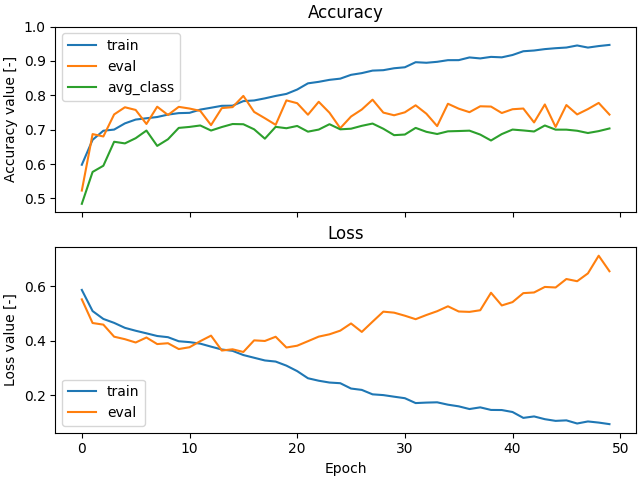 Accuracy
Accuracy value [-]
1.0
0.9
0.8
0.7
0.6
0.5
train
eval
avg_class
Loss
Loss value [-]
0.6
0.4
0.2
train
eval
0 10 20 30 40 50
Epoch